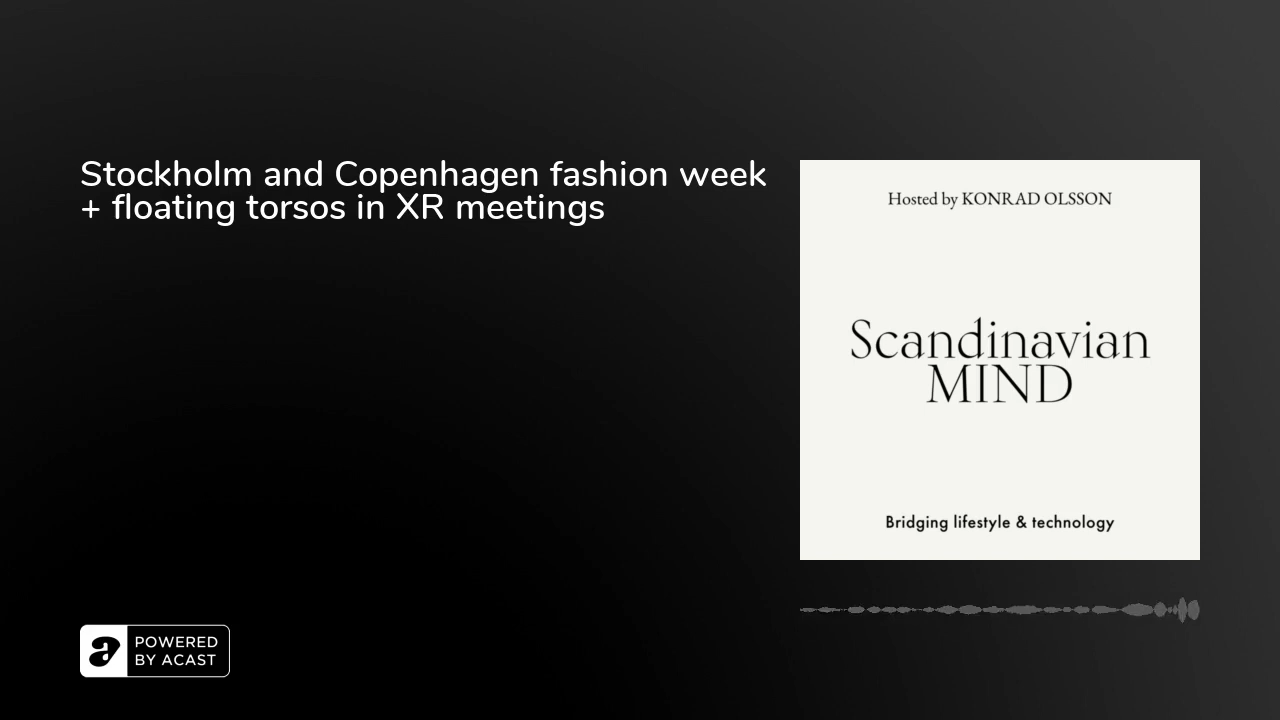 Stockholm and Copenhagen fashion week
+ floating torsos in XR meetings
Hosted by KONRAD OLSSON
Scandinavian
MIND
Bridging lifestyle & technology
a
POWERED
BY ACAST